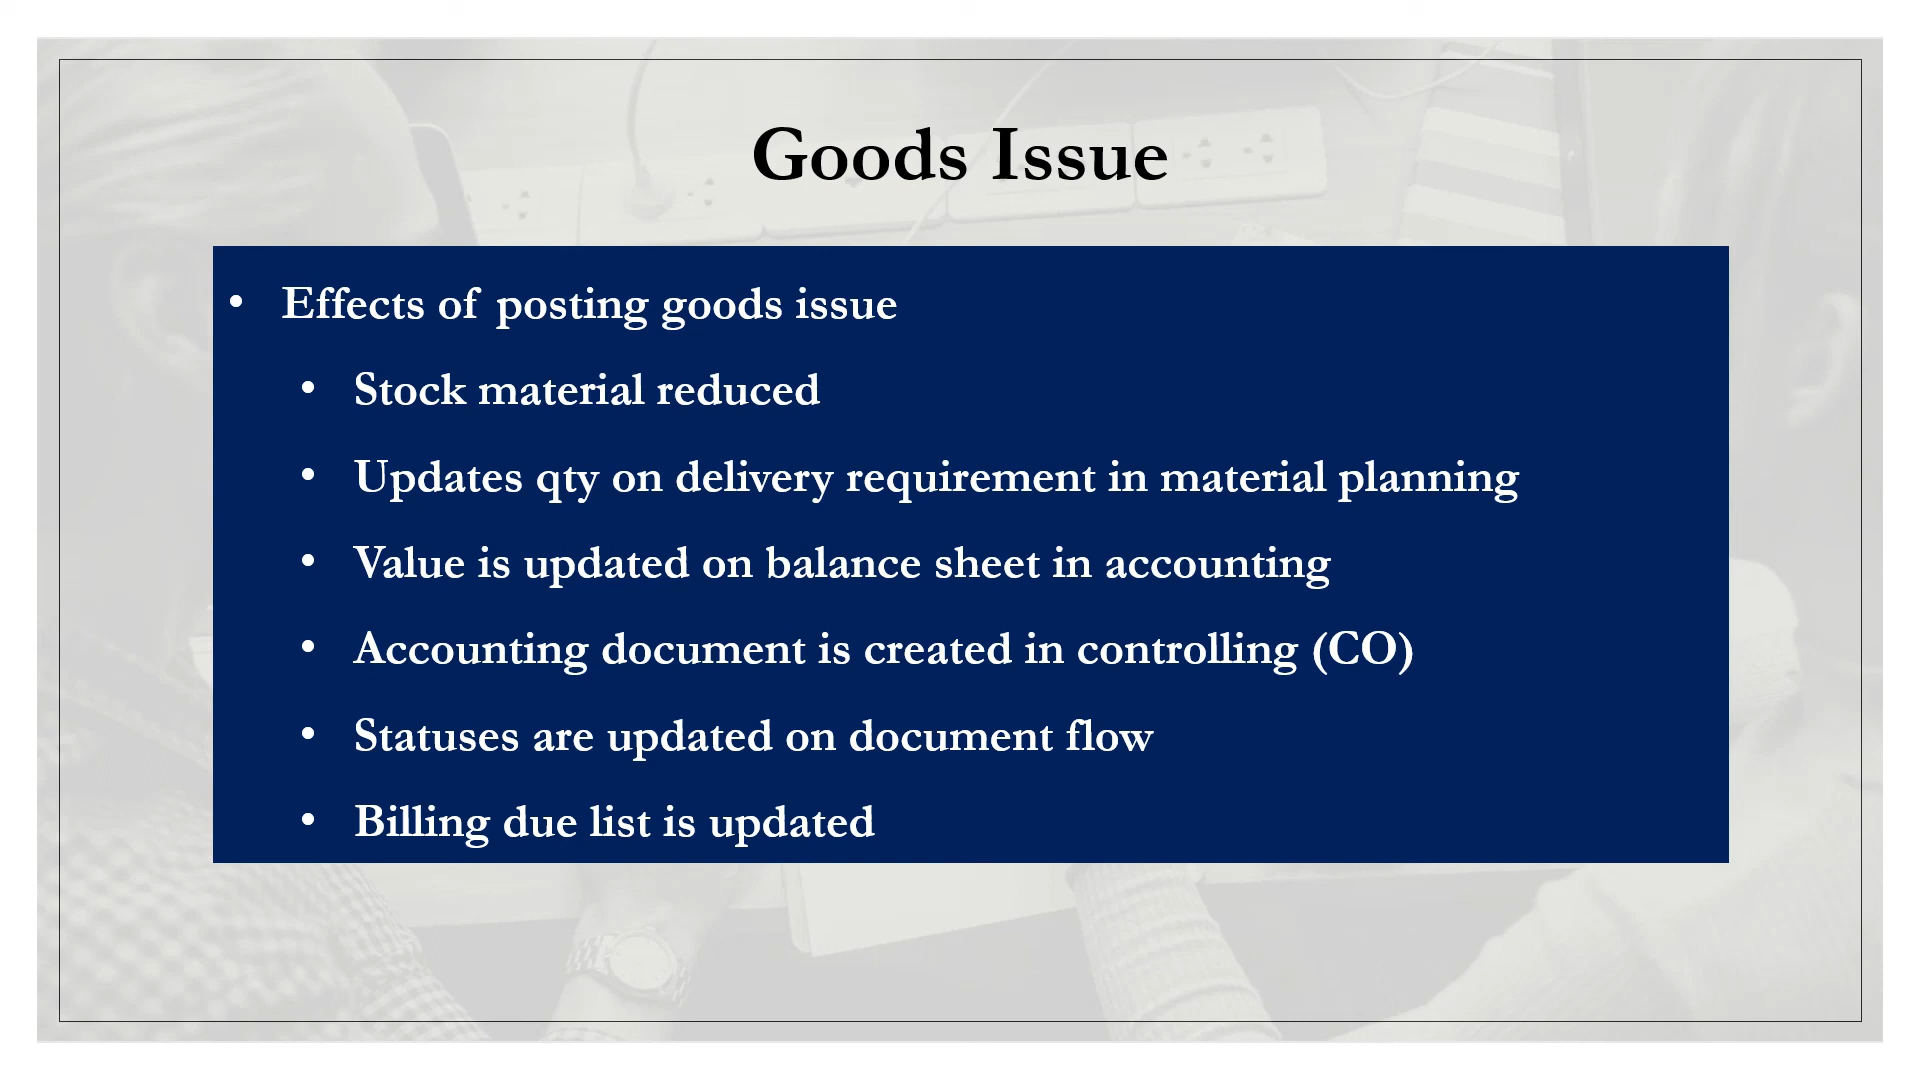 Goods Issue
• Effects of posting goods issue
• Stock material reduced
• Updates qty on delivery requirement in material planning
• Value is updated on balance sheet in accounting
• Accounting document is created in controlling (CO)
• Statuses are updated on document flow
• Billing due list is updated